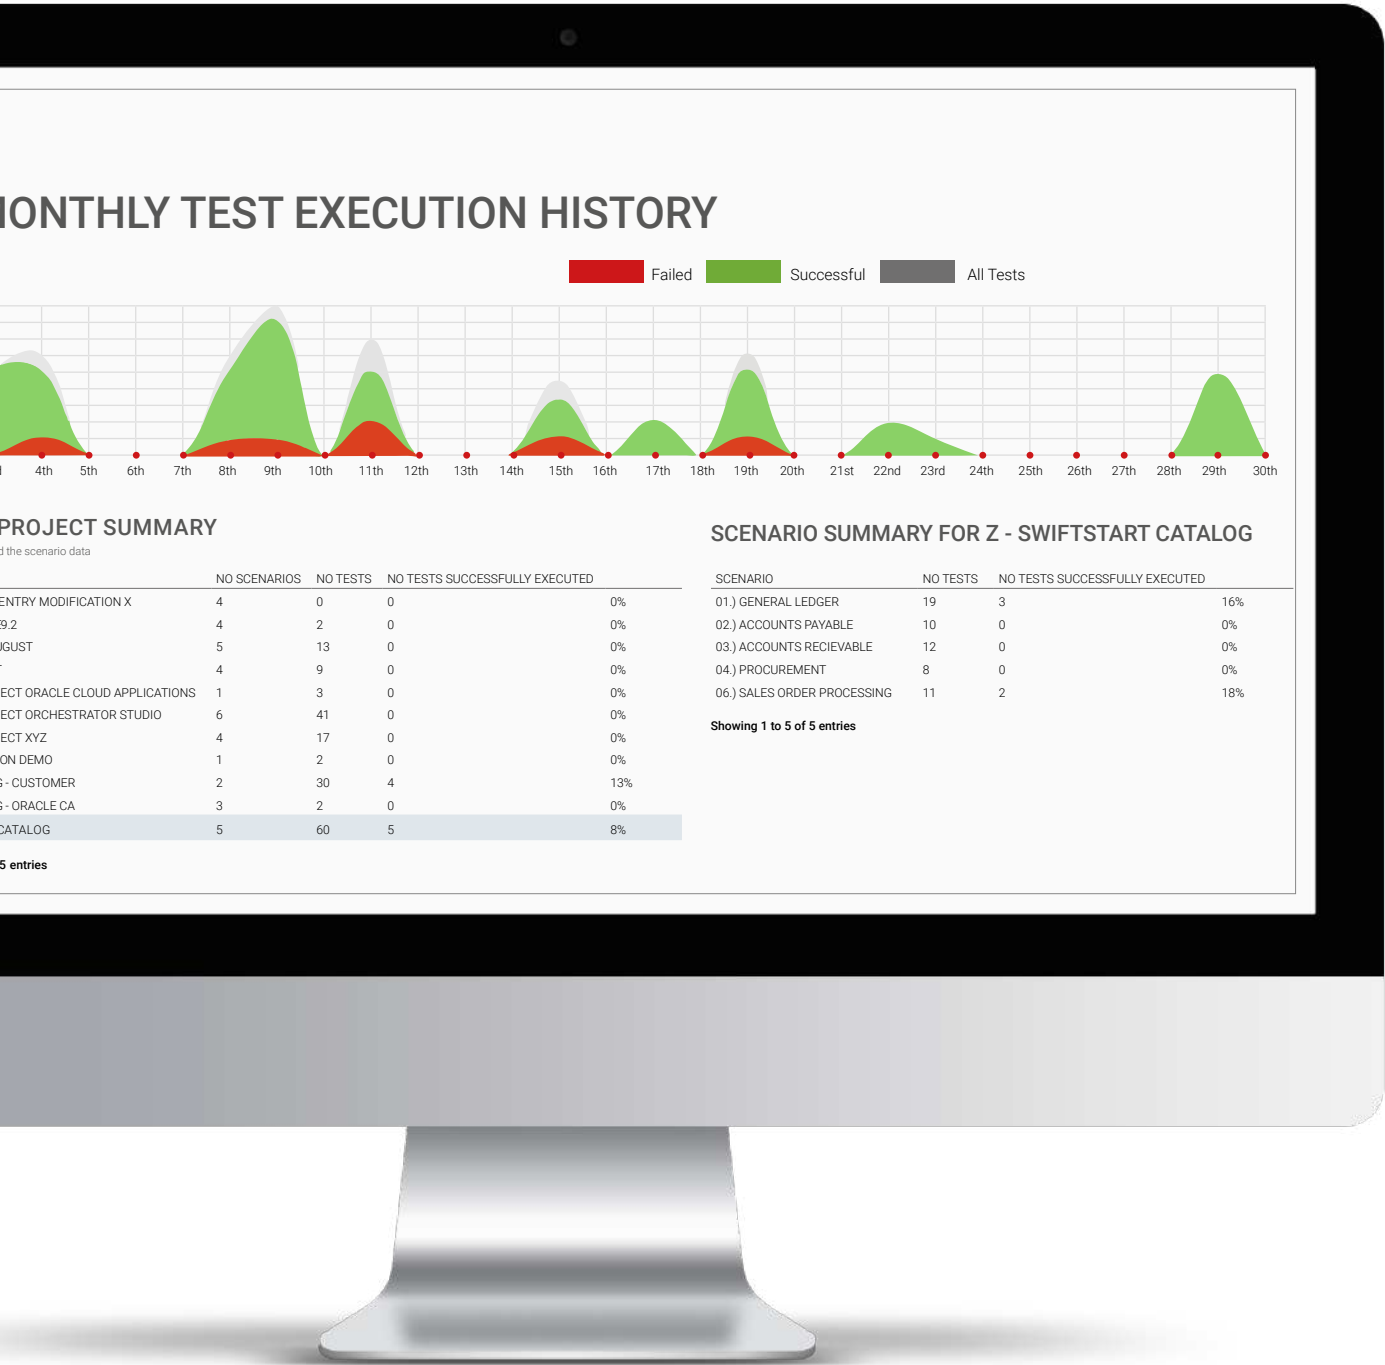 MONTHLY TEST EXECUTION HISTORY
Failed Successful All Tests
4th 5th 6th 7th 8th 9th 10th 11th 12th 13th 14th 15th 16th 17th 18th 19th 20th 21st 22nd 23rd 24th 25th 26th 27th 28th 29th 30th
PROJECT SUMMARY
the scenario data
NO SCENARIOS NO TESTS NO TESTS SUCCESSFULLY EXECUTED
ENTRY MODIFICATION X 4 0 0 0%
9.2 4 2 0 0%
UGUST 5 13 0 0%
T 4 9 0 0%
ECT ORACLE CLOUD APPLICATIONS 1 3 0 0%
ECT ORCHESTRATOR STUDIO 6 41 0 0%
ECT XYZ 4 17 0 0%
ON DEMO 1 2 0 0%
G - CUSTOMER 2 30 4 13%
G - ORACLE CA 3 2 0 0%
CATALOG 5 60 5 8%
5 entries
SCENARIO SUMMARY FOR Z - SWIFTSTART CATALOG
SCENARIO NO TESTS NO TESTS SUCCESSFULLY EXECUTED
01.) GENERAL LEDGER 19 3 16%
02.) ACCOUNTS PAYABLE 10 0 0%
03.) ACCOUNTS RECIEVABLE 12 0 0%
04.) PROCUREMENT 8 0 0%
06.) SALES ORDER PROCESSING 11 2 18%
Showing 1 to 5 of 5 entries